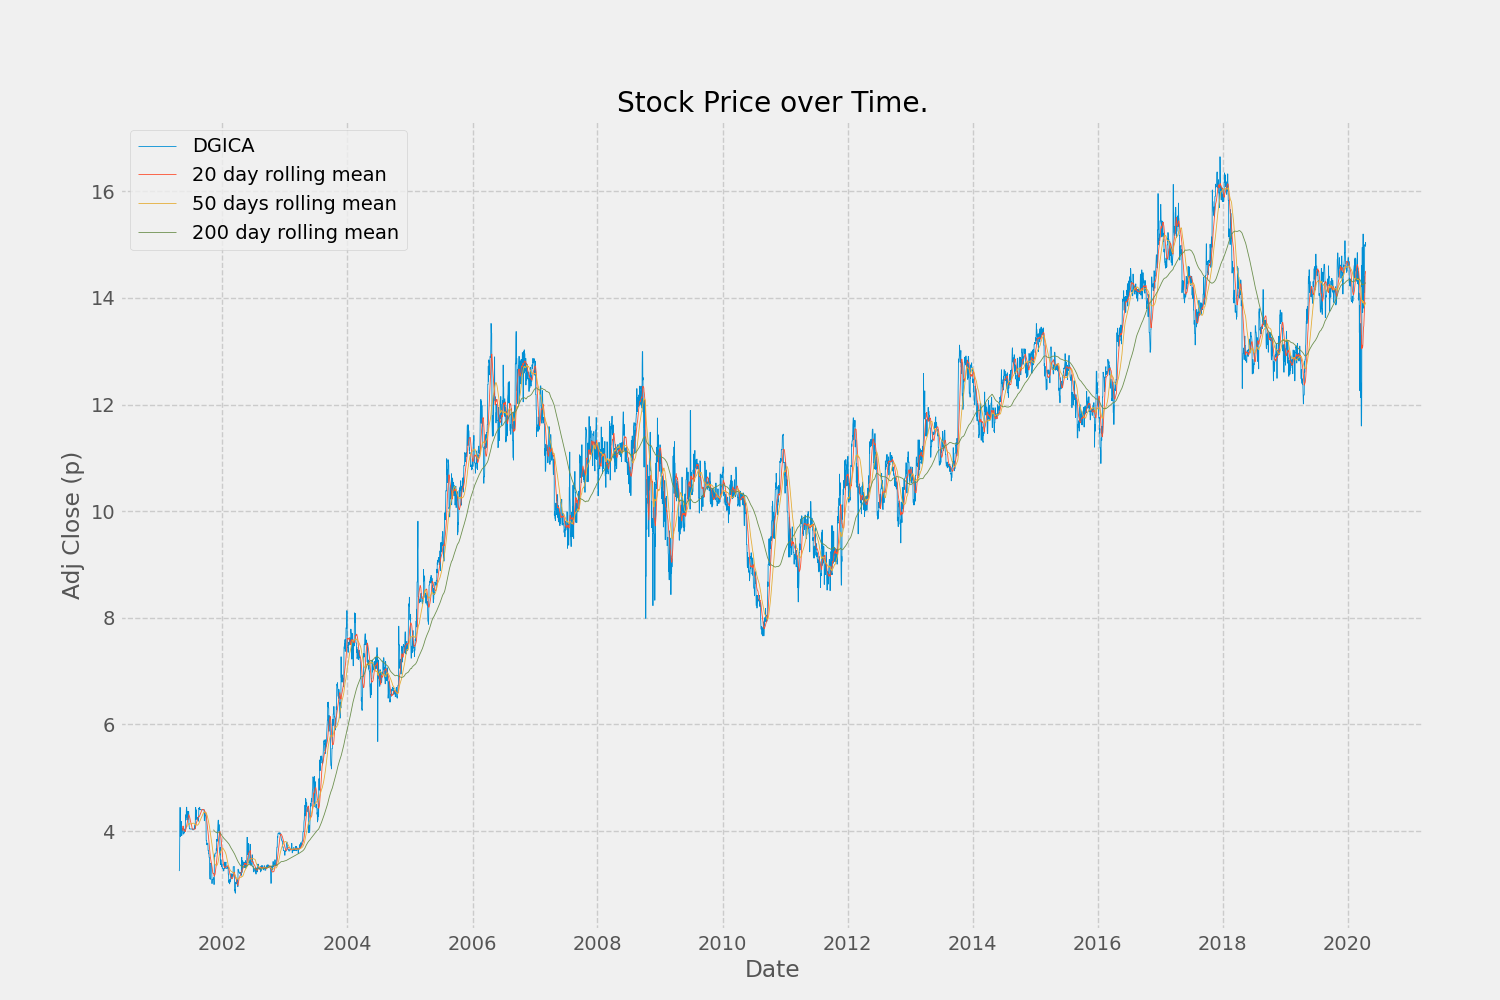 Stock Price over Time.
DGICA
20 day rolling mean
50 days rolling mean
200 day rolling mean
Adj Close (p)
16
14
12
10
8
6
4
2002 2004 2006 2008 2010 2012 2014 2016 2018 2020
Date